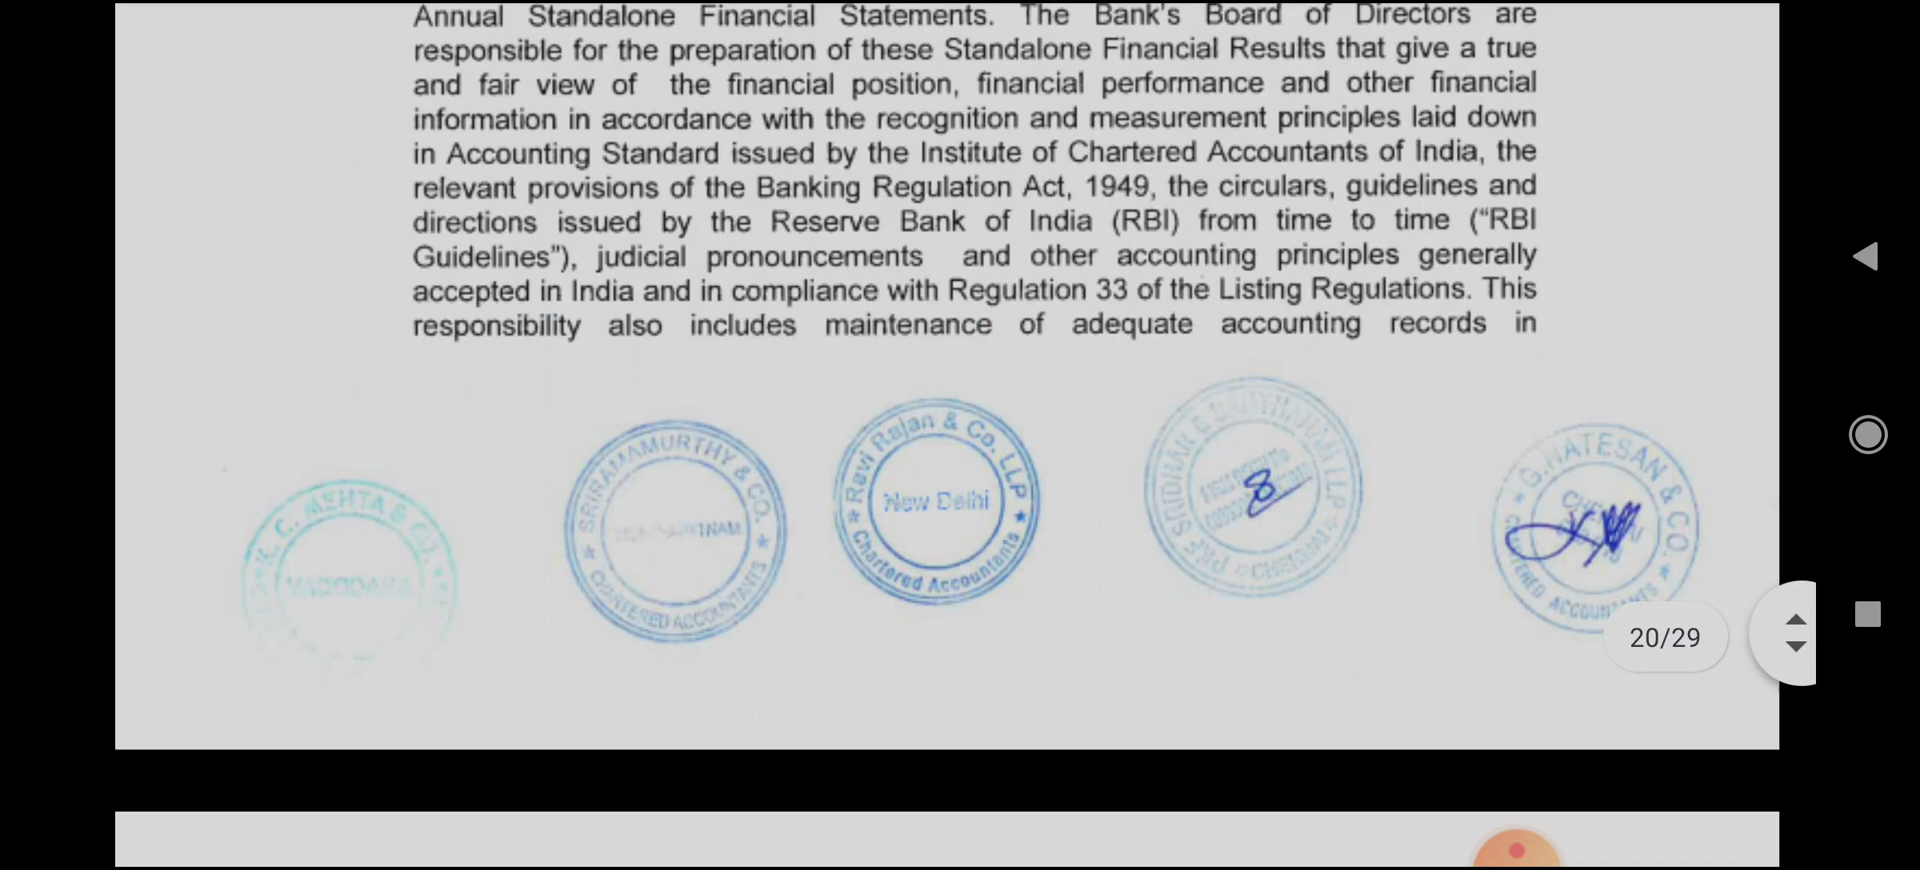 Annual Standalone Financial Statements. The Bank's Board of Directors are
responsible for the preparation of these Standalone Financial Results that give a true
and fair view of the financial position, financial performance and other financial
information in accordance with the recognition and measurement principles laid down
in Accounting Standard issued by the Institute of Chartered Accountants of India, the
relevant provisions of the Banking Regulation Act, 1949, the circulars, guidelines and
directions issued by the Reserve Bank of India (RBI) from time to time (“RBI
Guidelines”), judicial pronouncements and other accounting principles generally
accepted in India and in compliance with Regulation 33 of the Listing Regulations. This
responsibility also includes maintenance of adequate accounting records in
K. C. MEHTA & CO.
VADODARA
SRIRAMAMURTHY & CO.
CHARTERED ACCOUNTANTS
Ravi Rajan & Co. LLP
New Delhi
Chartered Accountants
SRIDHAR &
LLP
CHENNAI
G. NATESAN & CO.
CHARTERED ACCOUNTANTS
20/29